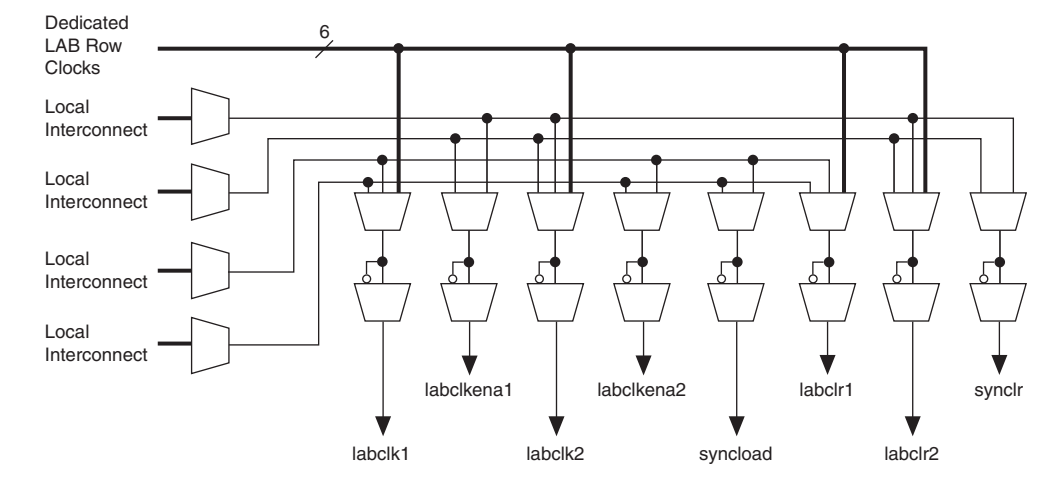 Dedicated
LAB Row
Clocks
6
Local
Interconnect
Local
Interconnect
Local
Interconnect
Local
Interconnect
labclkena1
labclkena2
labclr1
synclr
labclk1
labclk2
syncload
labclr2